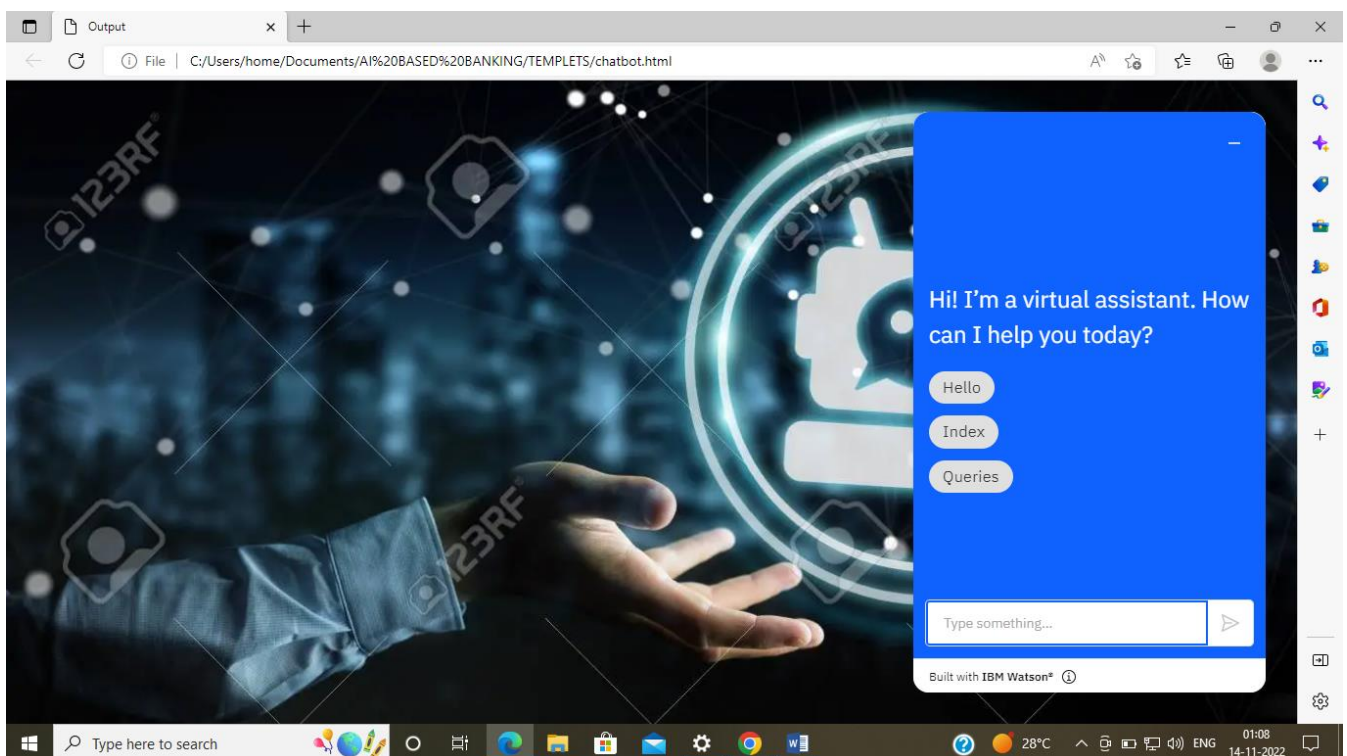 Output
File | C:/Users/home/Documents/AI%20BASED%20BANKING/TEMPLETS/chatbot.html
123RF
123RF
123RF
Hi! I’m a virtual assistant. How
can I help you today?
Hello
Index
Queries
Type something...
Built with IBM Watson®
Type here to search
28°C
ENG
01:08
14-11-2022